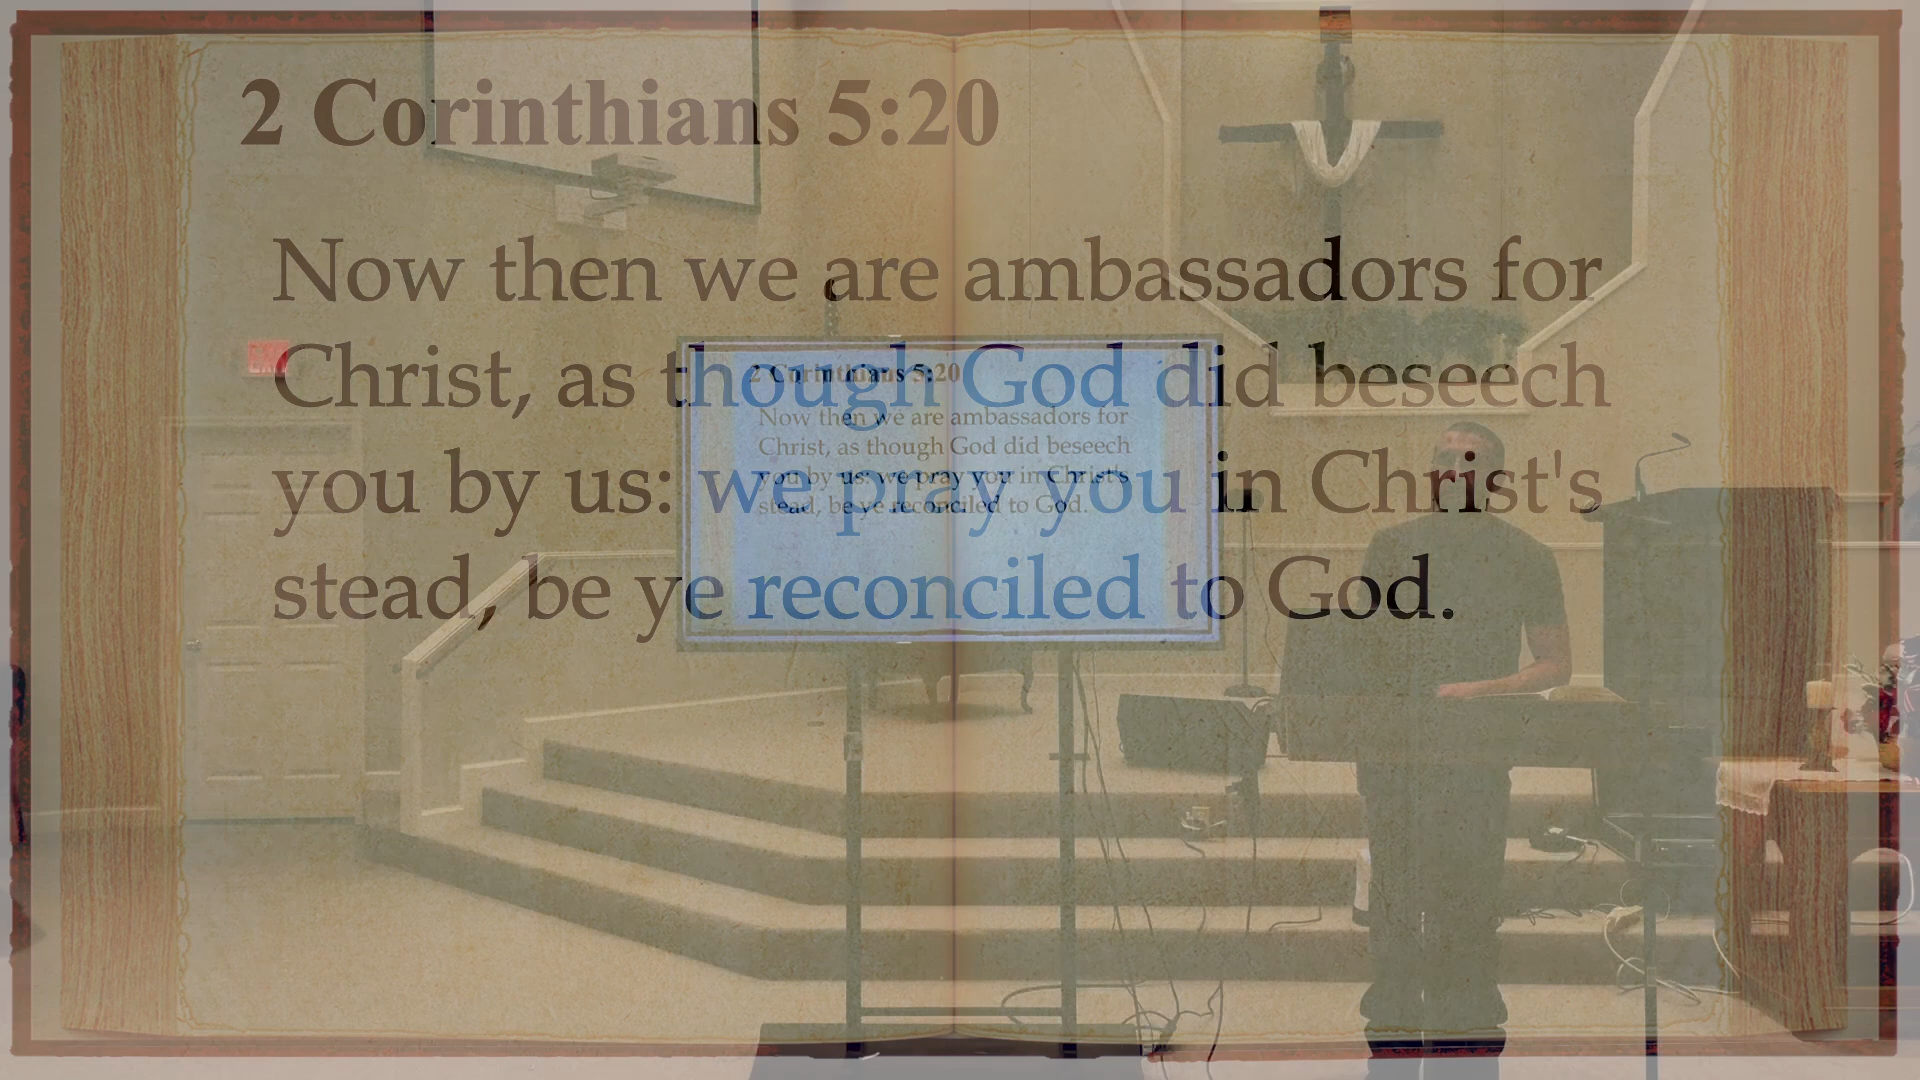 2 Corinthians 5:20
Now then we are ambassadors for
Christ, as though God did beseech
you by us: we pray you in Christ's
stead, be ye reconciled to God.
EXIT
2 Corinthians 5:20
Now then we are ambassadors for
Christ, as though God did beseech
you by us: we pray you in Christ's
stead, be ye reconciled to God.